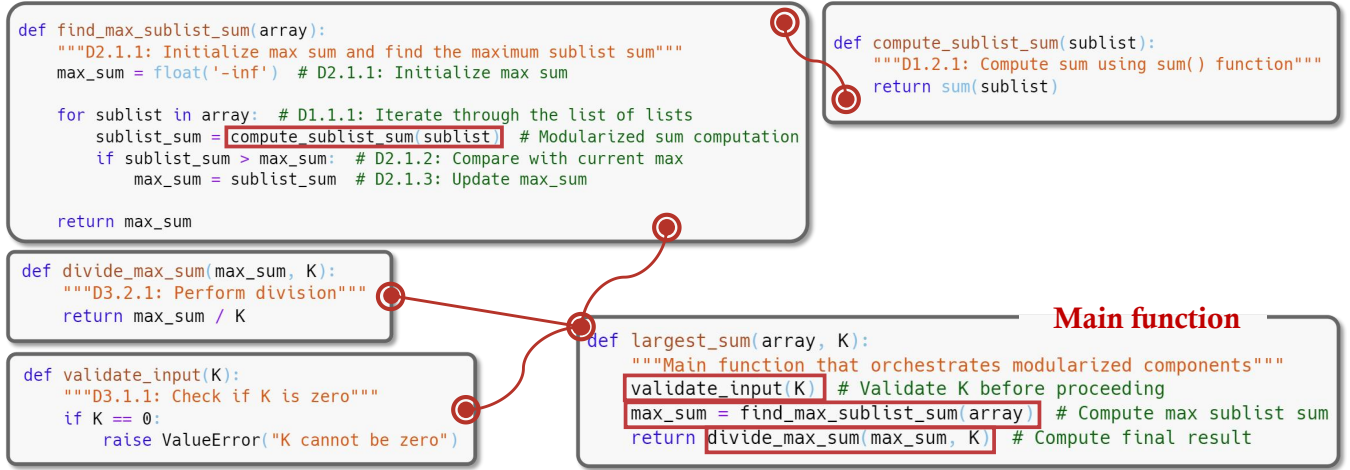 def find_max_sublist_sum(array):
    """D2.1.1: Initialize max sum and find the maximum sublist sum"""
    max_sum = float('-inf')  # D2.1.1: Initialize max sum

    for sublist in array:  # D1.1.1: Iterate through the list of lists
        sublist_sum = compute_sublist_sum(sublist)  # Modularized sum computation
        if sublist_sum > max_sum:  # D2.1.2: Compare with current max
            max_sum = sublist_sum  # D2.1.3: Update max_sum

    return max_sum
def compute_sublist_sum(sublist):
    """D1.2.1: Compute sum using sum() function"""
    return sum(sublist)
def divide_max_sum(max_sum, K):
    """D3.2.1: Perform division"""
    return max_sum / K
def validate_input(K):
    """D3.1.1: Check if K is zero"""
    if K == 0:
        raise ValueError("K cannot be zero")
Main function
def largest_sum(array, K):
    """Main function that orchestrates modularized components"""
    validate_input(K)  # Validate K before proceeding
    max_sum = find_max_sublist_sum(array)  # Compute max sublist sum
    return divide_max_sum(max_sum, K)  # Compute final result